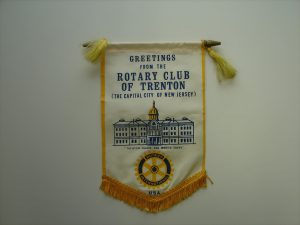 GREETINGS
FROM THE
ROTARY CLUB
OF TRENTON
(THE CAPITAL CITY OF NEW JERSEY)
USA